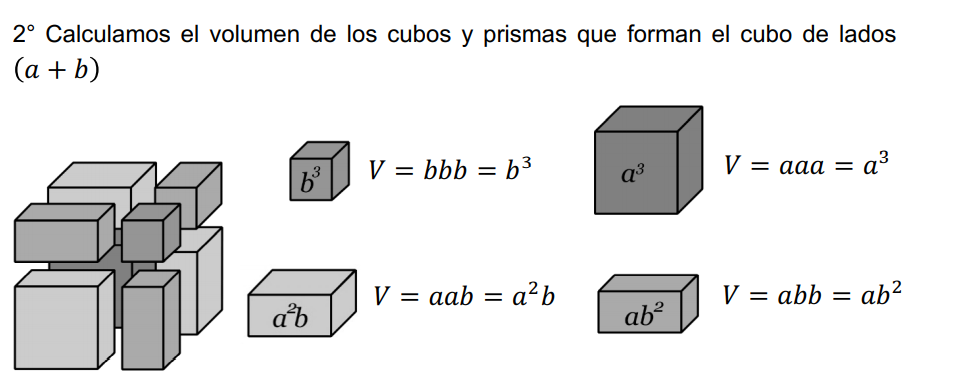 2° Calculamos el volumen de los cubos y prismas que forman el cubo de lados
(a + b)
b³
V = bbb = b³
a³
V = aaa = a³
a²b
V = aab = a²b
ab²
V = abb = ab²